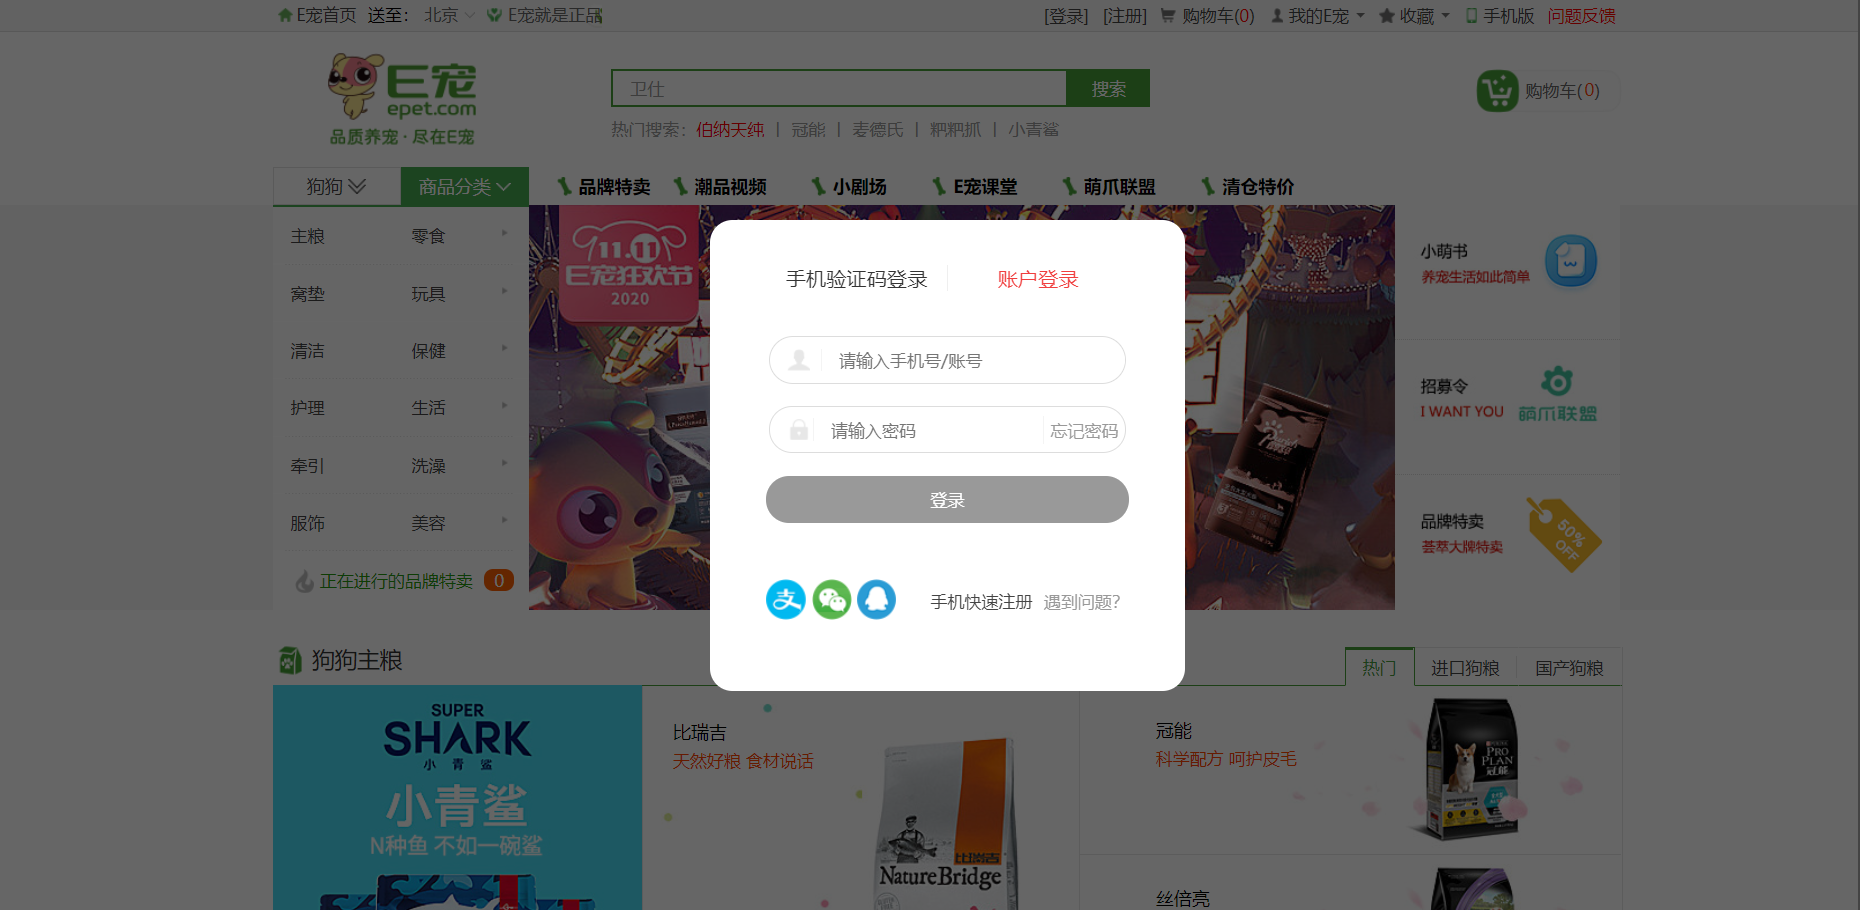 E宠首页 送至： 北京 E宠就是正品
[登录] [注册] 购物车(0) 我的E宠 收藏 手机版 问题反馈
E宠
epet.com
品质养宠·尽在E宠
卫仕 搜索
热门搜索： 伯纳天纯 | 冠能 | 麦德氏 | 粑粑抓 | 小青鲨
购物车(0)
狗狗 商品分类 品牌特卖 潮品视频 小剧场 E宠课堂 萌爪联盟 清仓特价
主粮 零食
窝垫 玩具
清洁 保健
护理 生活
牵引 洗澡
服饰 美容
正在进行的品牌特卖 0
11.11
E宠狂欢节
2020
手机验证码登录 账户登录
请输入手机号/账号
请输入密码 忘记密码
登录
手机快速注册 遇到问题？
小萌书
养宠生活如此简单
招募令
I WANT YOU
萌爪联盟
品牌特卖
荟萃大牌特卖
50%
OFF
狗狗主粮
热门 进口狗粮 国产狗粮
SUPER
SHARK
小青鲨
小青鲨
N种鱼 不如一碗鲨
比瑞吉
天然好粮 食材说话
比瑞吉
NatureBridge
冠能
科学配方 呵护皮毛
PRO
PLAN
冠能
丝倍亮